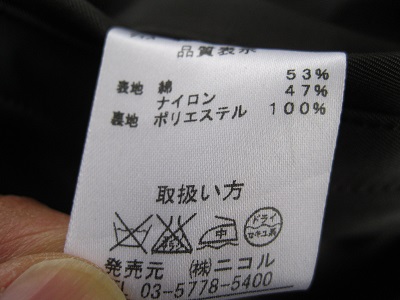 品質表示
表地 綿 53%
ナイロン 47%
裏地 ポリエステル 100%
取扱い方
中 ドライ セキユ系
発売元 ㈱ニコル
TEL 03-5778-5400